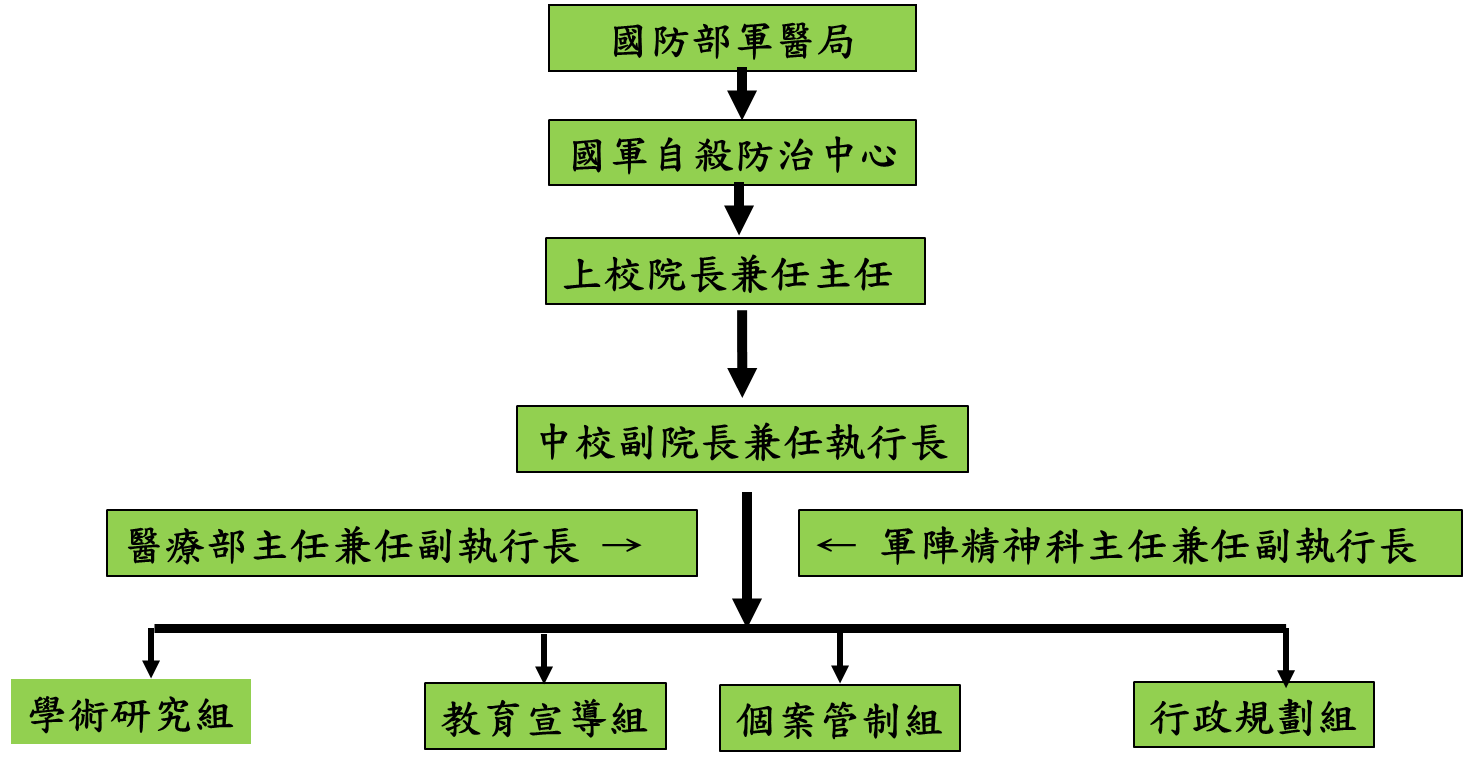 國防部軍醫局
國軍自殺防治中心
上校院長兼任主任
中校副院長兼任執行長
醫療部主任兼任副執行長 →
← 軍陣精神科主任兼任副執行長
學術研究組
教育宣導組
個案管制組
行政規劃組